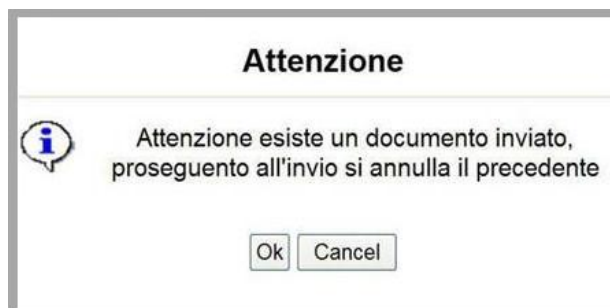 Attenzione
Attenzione esiste un documento inviato,
proseguento all'invio si annulla il precedente
Ok Cancel